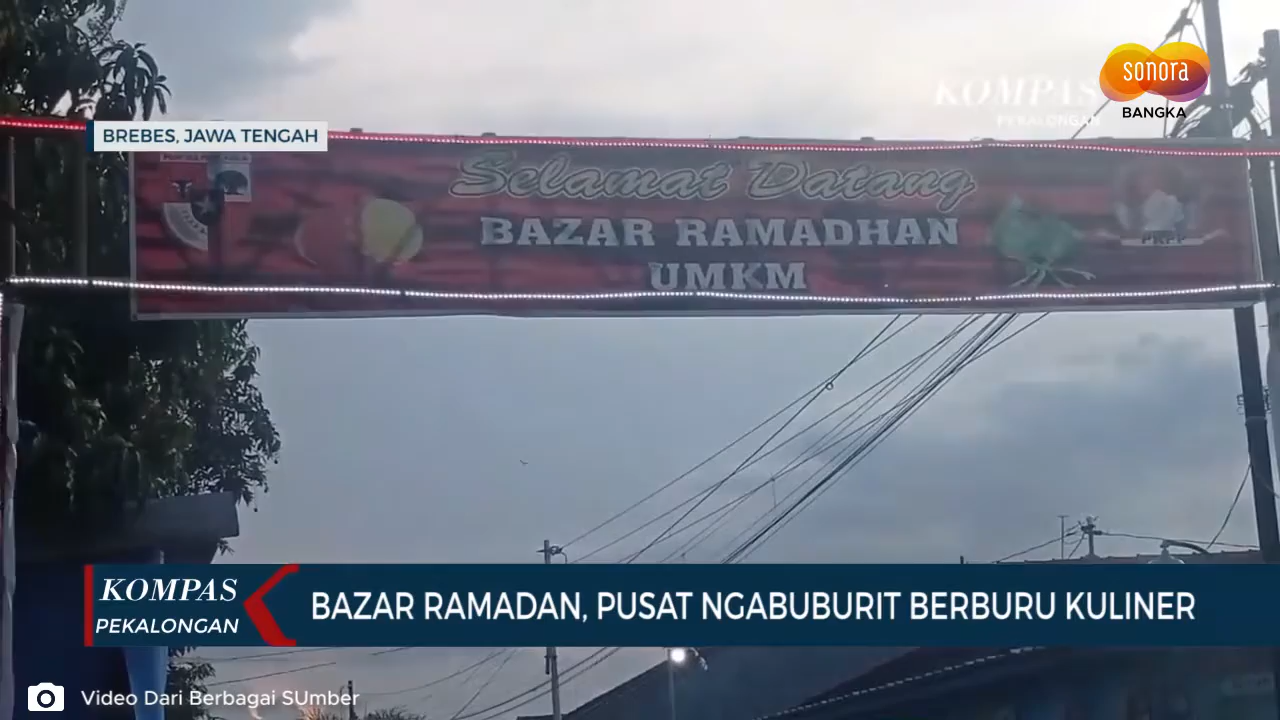 sonora
BANGKA
KOMPAS
PEKALONGAN
BREBES, JAWA TENGAH
Selamat Datang
BAZAR RAMADHAN
UMKM
KOMPAS
PEKALONGAN
BAZAR RAMADAN, PUSAT NGABUBURIT BERBURU KULINER
Video Dari Berbagai SUmber